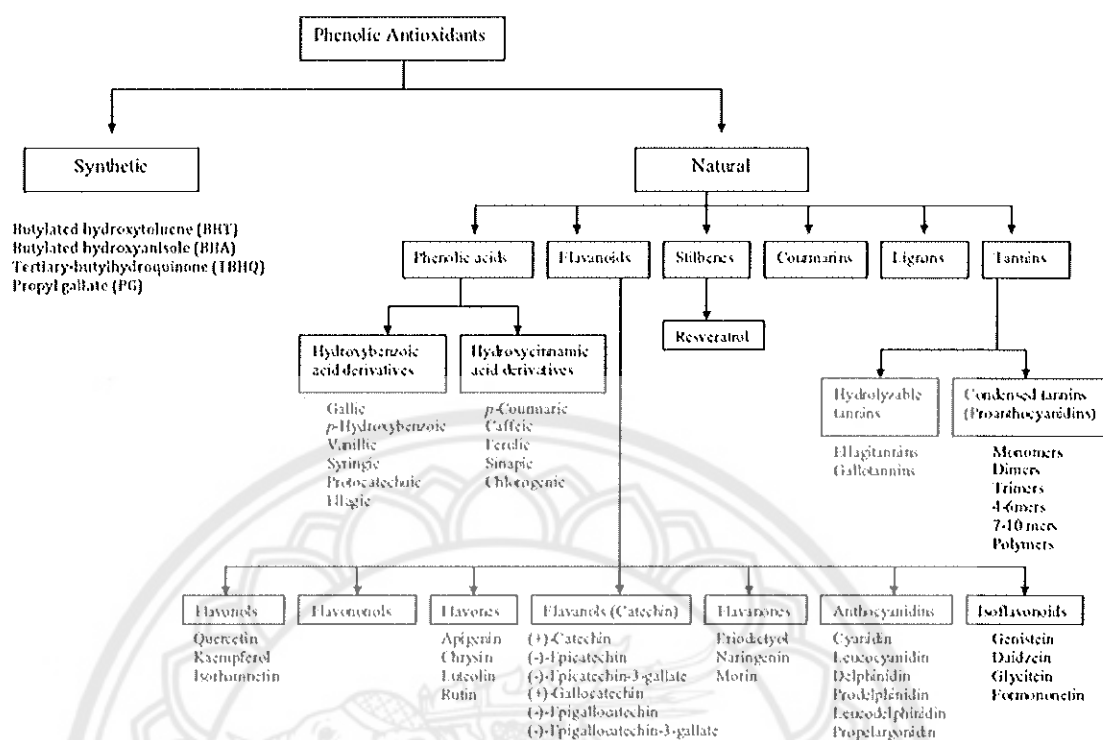 Phenolic Antioxidants
Synthetic
Natural
Butylated hydroxytoluene (BHT)
Butylated hydroxyanisole (BHA)
Tertiary-butylhydroquinone (TBHQ)
Propyl gallate (PG)
Phenolic acids
Flavanoids
Stilbenes
Coumarins
Lignans
Tannins
Hydroxybenzoic
acid derivatives
Hydroxycinnamic
acid derivatives
Resveratrol
Gallic
p-Hydroxybenzoic
Vanillic
Syringic
Protocatechuic
Ellagic
p-Coumaric
Caffeic
Ferulic
Sinapic
Chlorogenic
Hydrolyzable
tannins
Condensed tannins
(Proanthocyanidins)
Ellagitannins
Gallotannins
Monomers
Dimers
Trimers
4-6mers
7-10 mers
Polymers
Flavonols
Flavononols
Flavones
Flavanols (Catechin)
Flavanones
Anthocyanidins
Isoflavonoids
Quercetin
Kaempferol
Isorhamnetin
Apigenin
Chrysin
Luteolin
Rutin
(+)-Catechin
(-)-Epicatechin
(-)-Epicatechin-3-gallate
(+)-Gallocatechin
(-)-Epigallocatechin
(-)-Epigallocatechin-3-gallate
Eriodictyol
Naringenin
Morin
Cyanidin
Leucocyanidin
Delphinidin
Prodelphinidin
Leucodelphinidin
Propelargonidin
Genistein
Daidzein
Glycitein
Formononetin